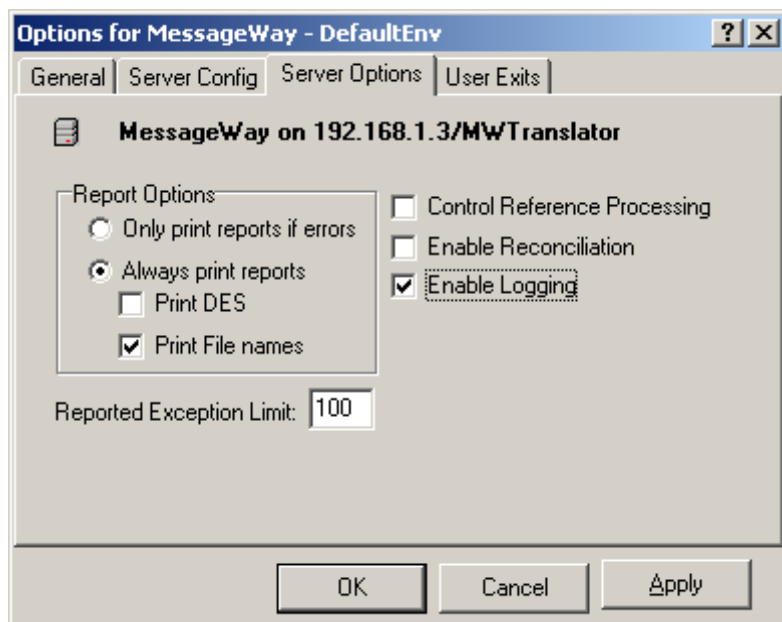 Options for MessageWay - DefaultEnv
General Server Config Server Options User Exits
MessageWay on 192.168.1.3/MWTranslator
Report Options
Only print reports if errors
Always print reports
Print DES
Print File names
Control Reference Processing
Enable Reconciliation
Enable Logging
Reported Exception Limit: 100
OK Cancel Apply